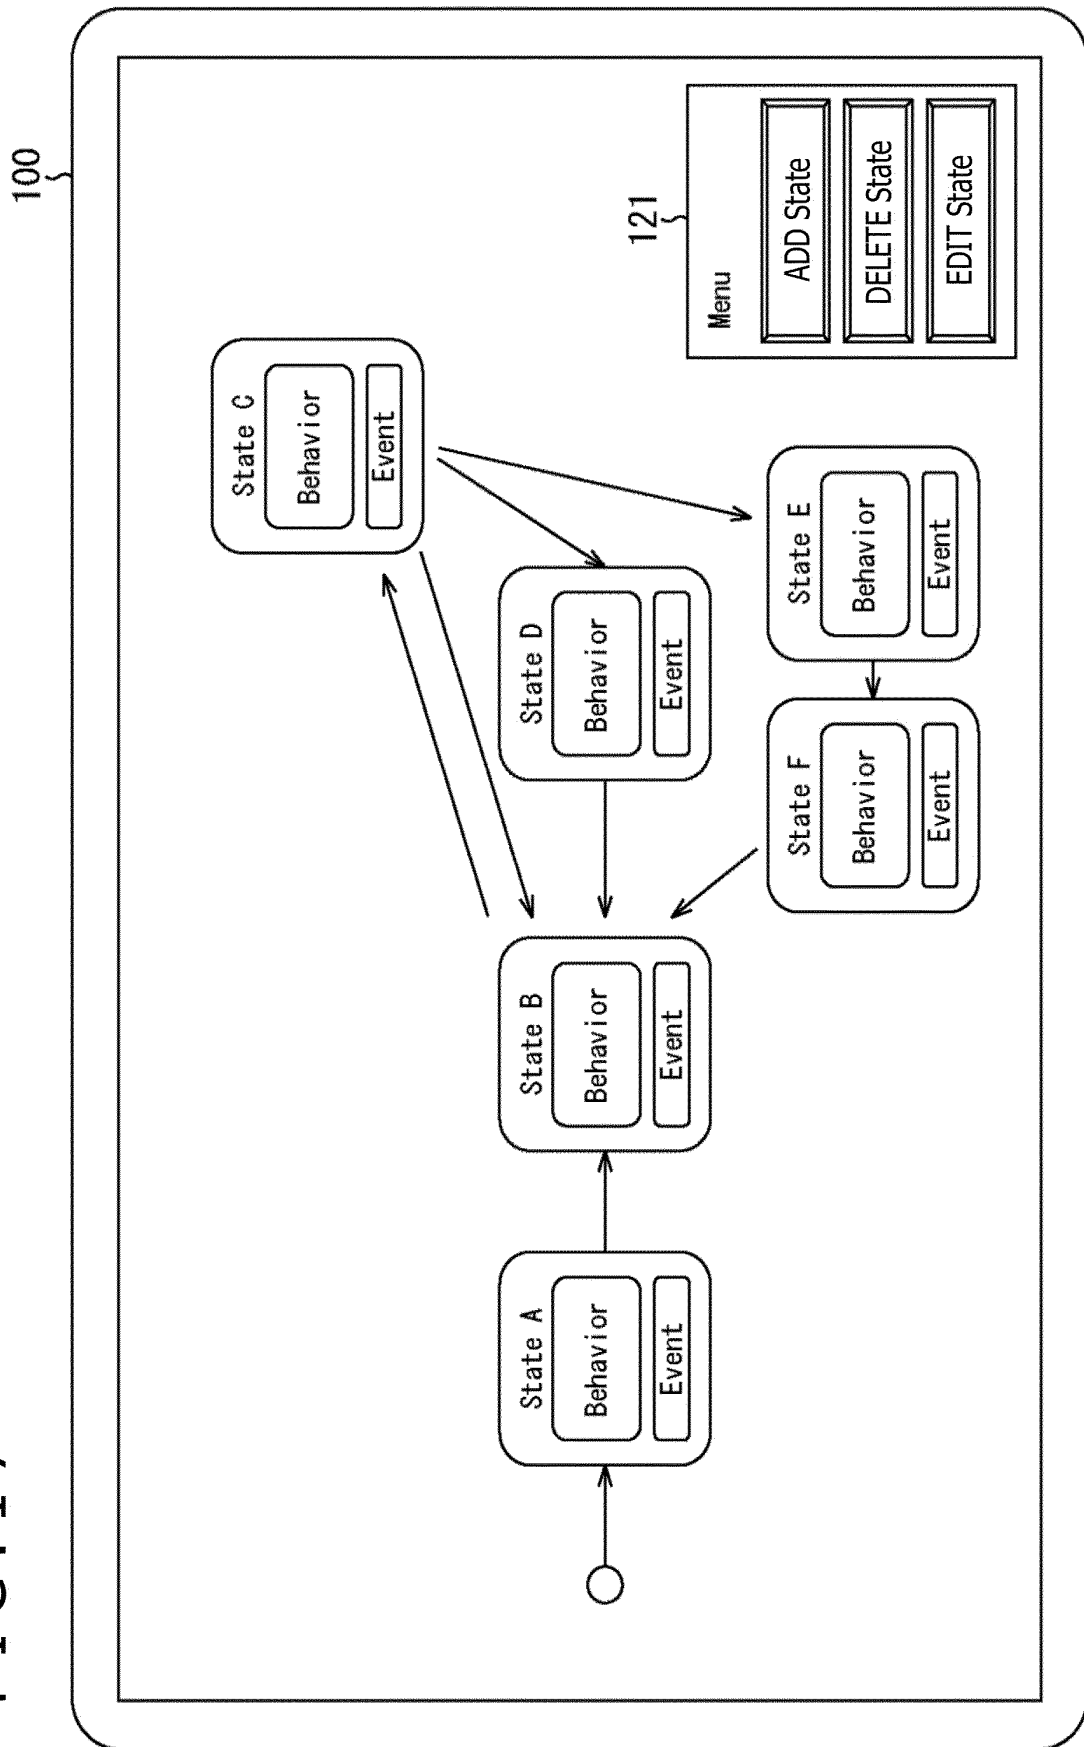 100
State C
Behavior
Event
State D
Behavior
Event
State E
Behavior
Event
State F
Behavior
Event
State B
Behavior
Event
State A
Behavior
Event
121
Menu
ADD State
DELETE State
EDIT State